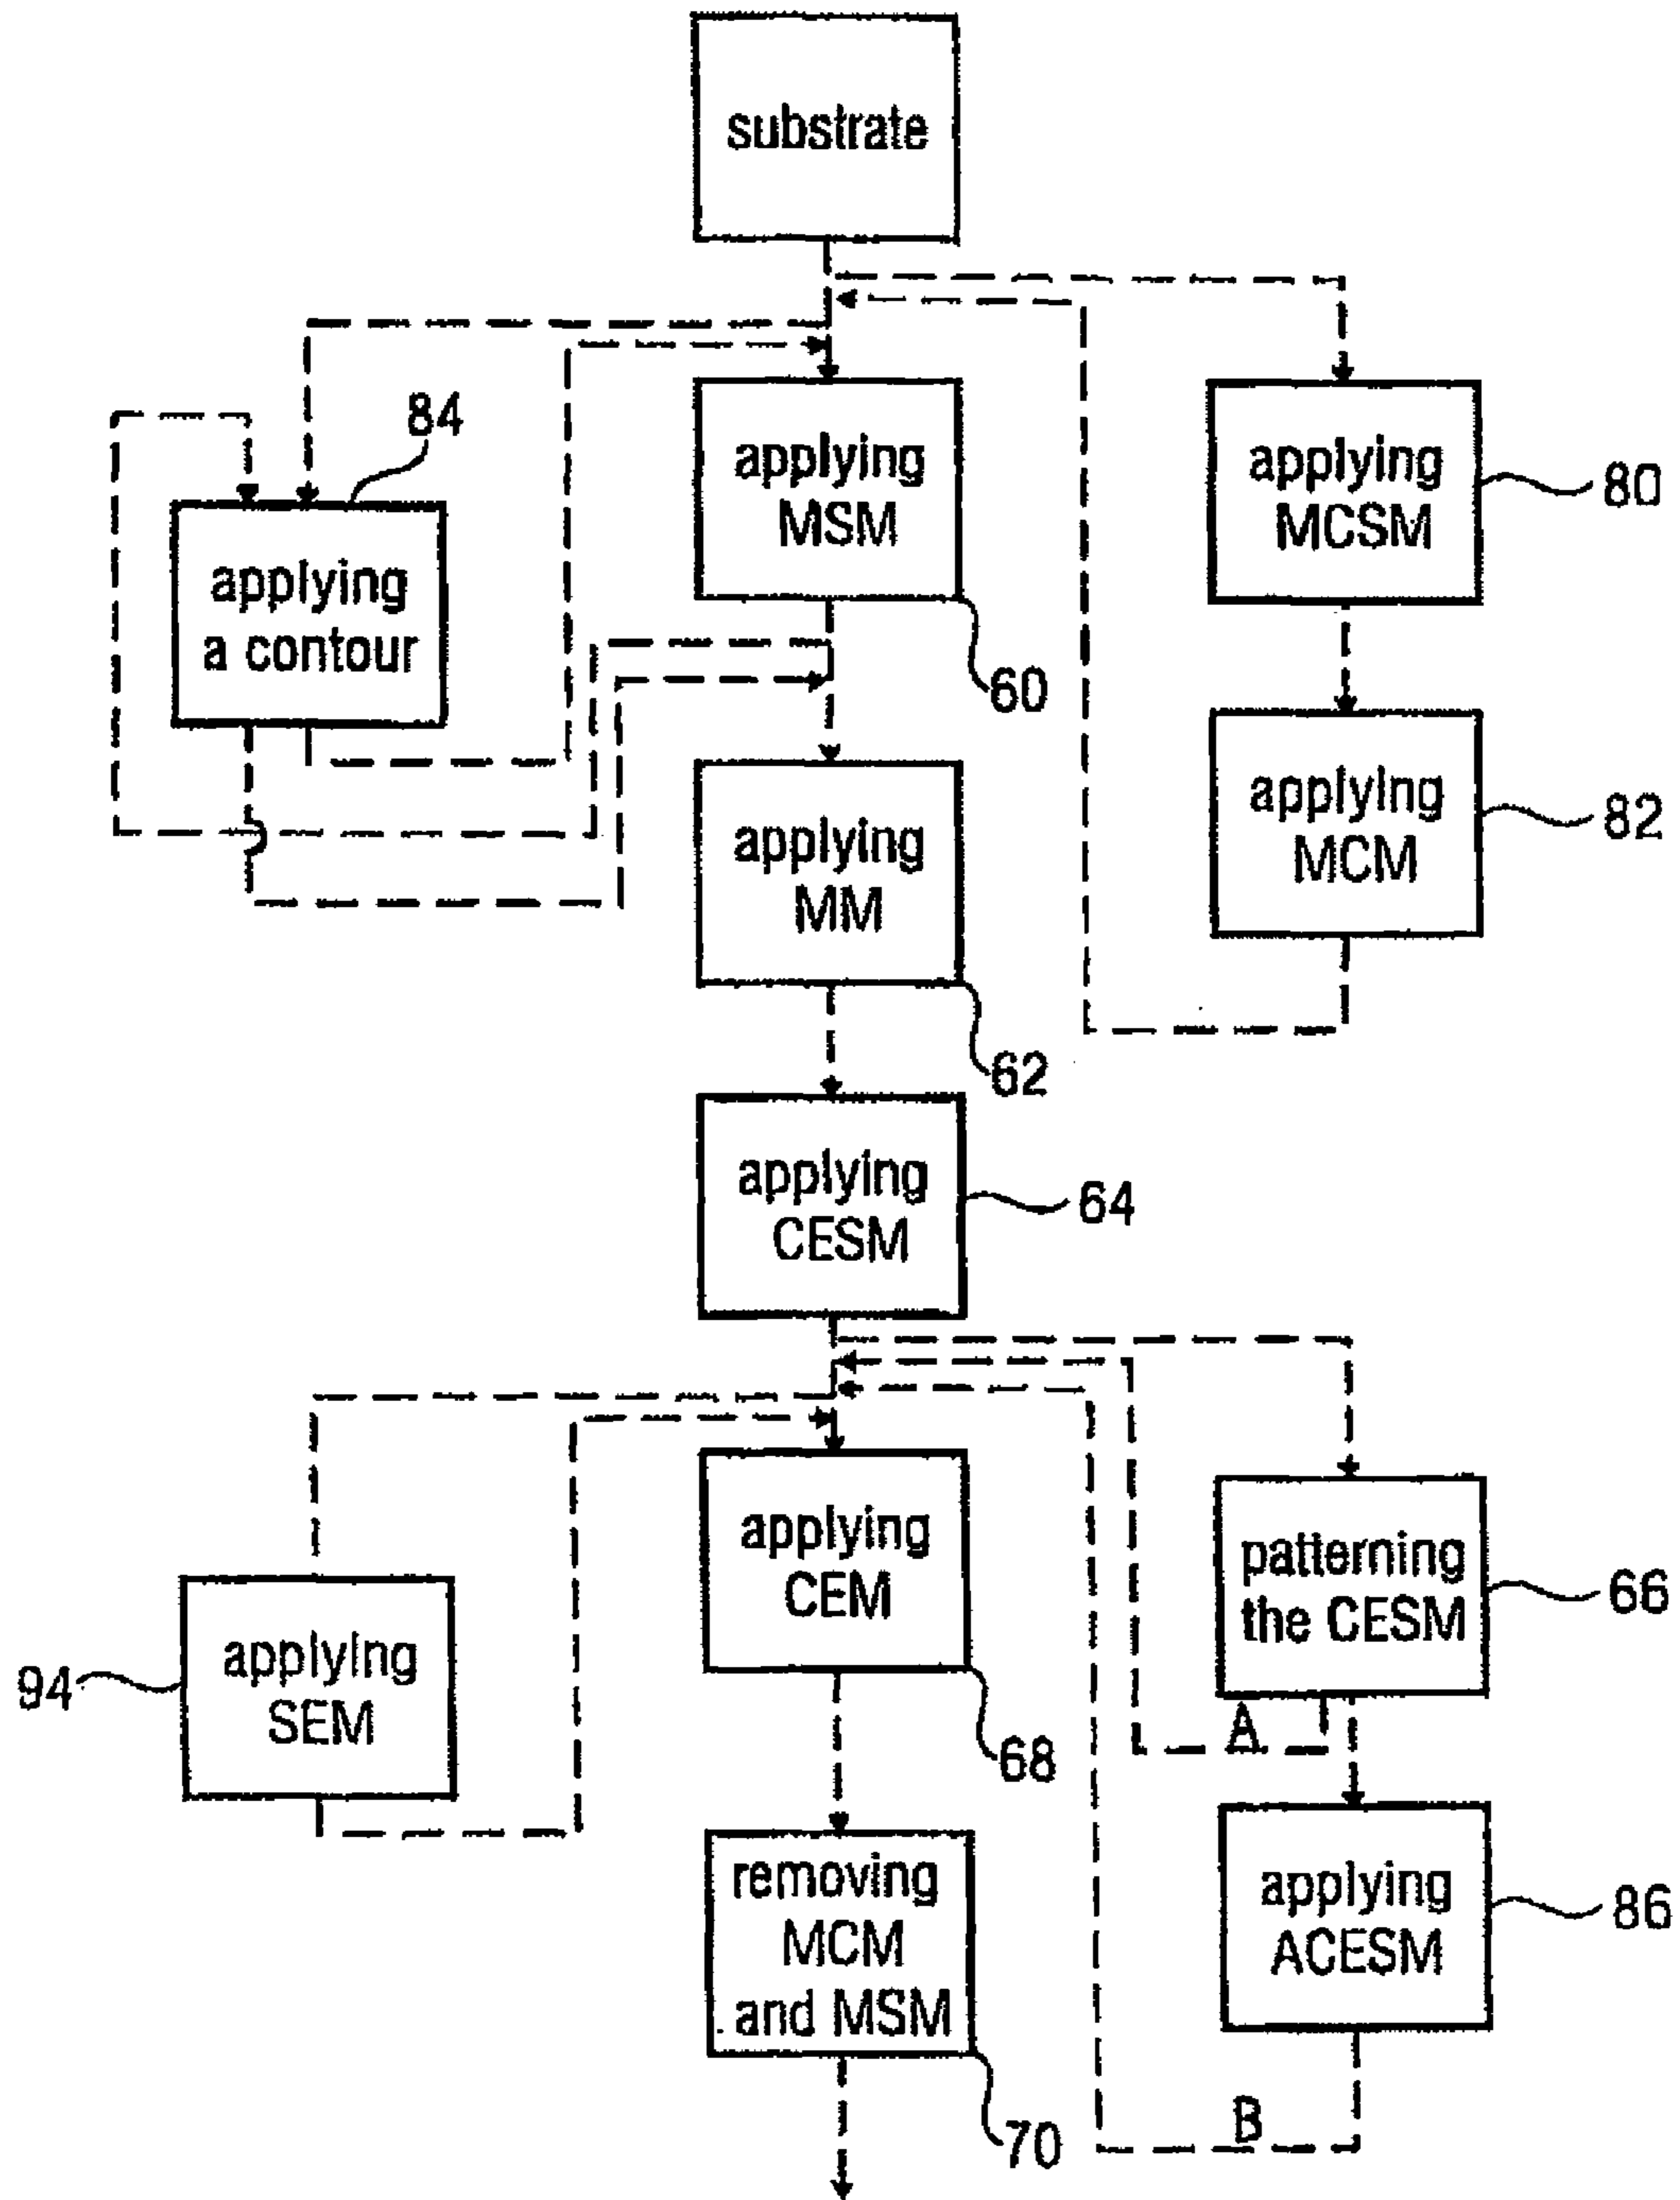 substrate
84
applying
a contour
applying
MSM
60
applying
MCSM
80
applying
MM
62
applying
MCM
82
applying
CESM
64
applying
CEM
68
patterning
the CESM
66
A
94
applying
SEM
removing
MCM
and MSM
70
applying
ACESM
86
B